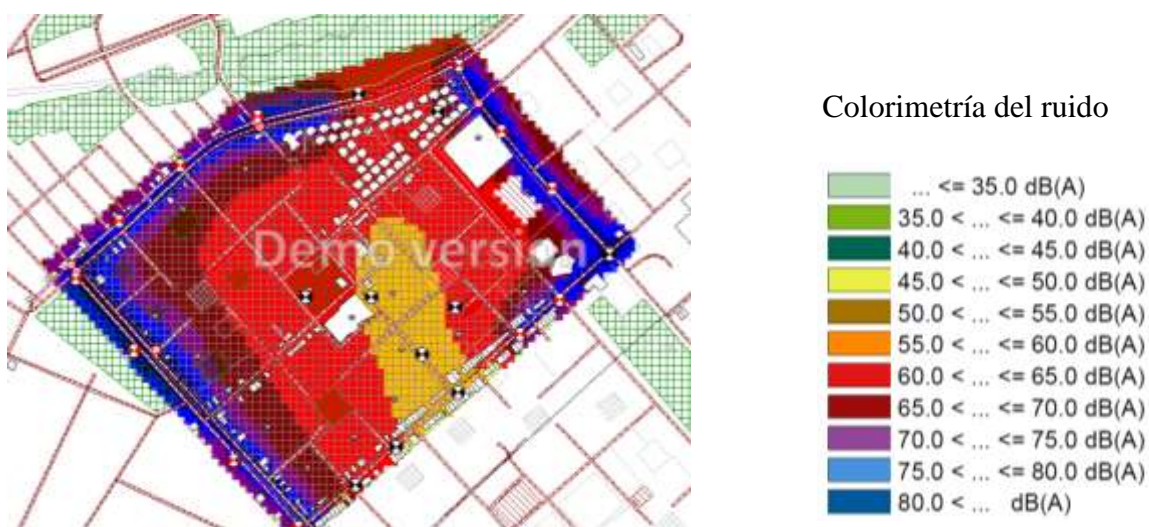 Colorimetría del ruido
Demo version
... <= 35.0 dB(A)
35.0 < ... <= 40.0 dB(A)
40.0 < ... <= 45.0 dB(A)
45.0 < ... <= 50.0 dB(A)
50.0 < ... <= 55.0 dB(A)
55.0 < ... <= 60.0 dB(A)
60.0 < ... <= 65.0 dB(A)
65.0 < ... <= 70.0 dB(A)
70.0 < ... <= 75.0 dB(A)
75.0 < ... <= 80.0 dB(A)
80.0 < ... dB(A)